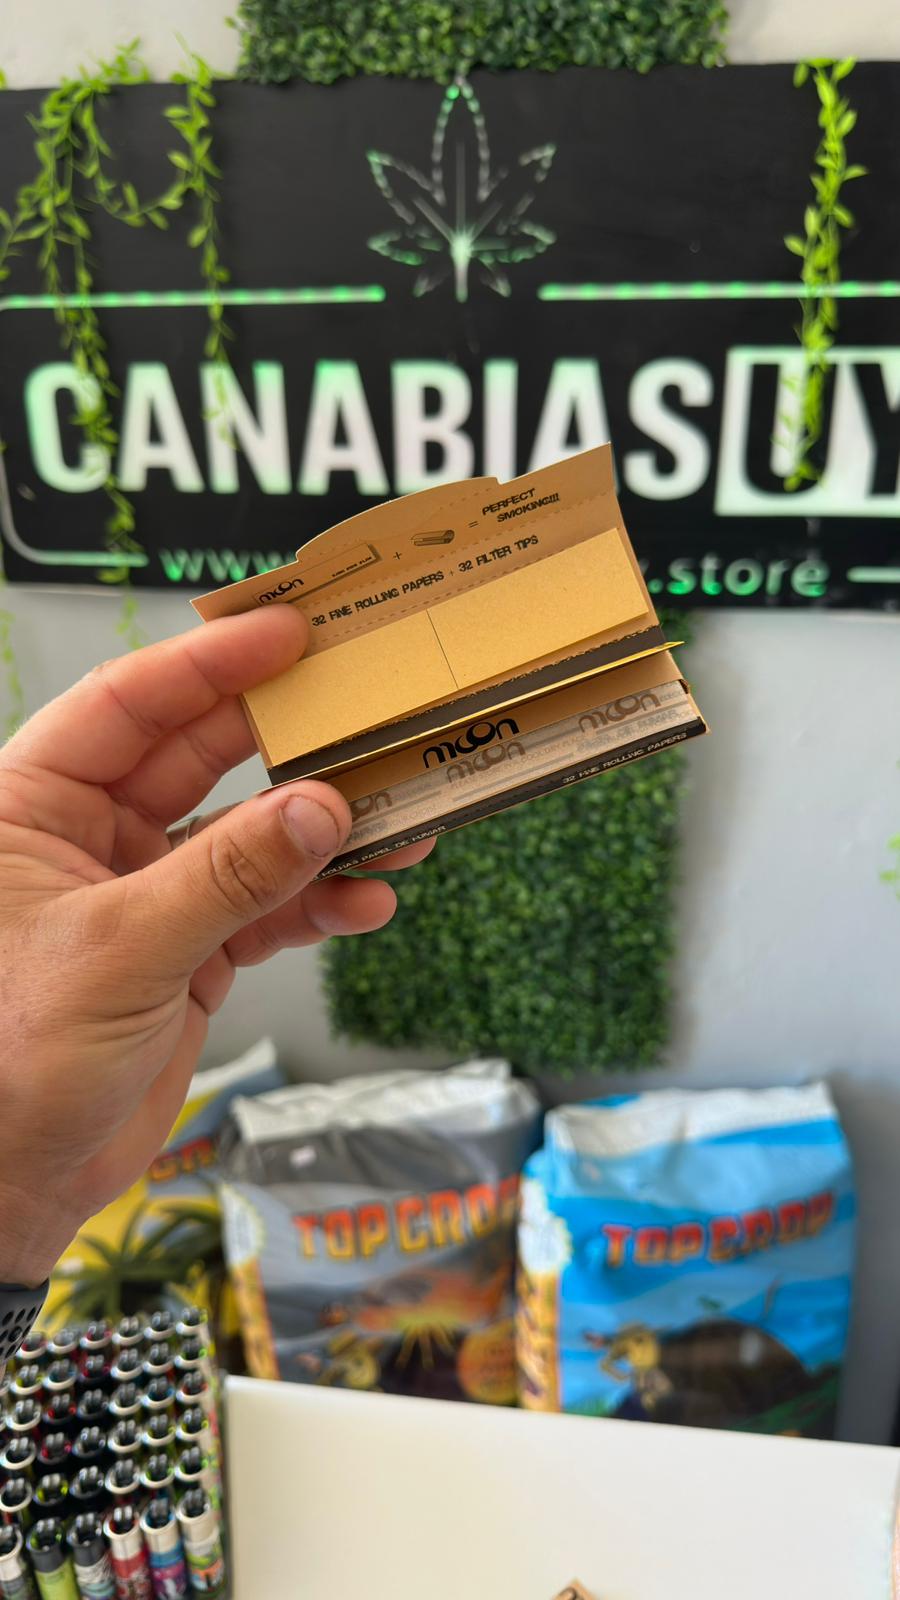 CANABIASUY
www
.store
PERFECT
SMOKING!!!
+ =
moon
32 FINE ROLLING PAPERS + 32 FILTER TIPS
moon
moon
moon
32 FINE ROLLING PAPERS
FOLHAS PAPEL DE FUMAR
TOPCROP
TOPCROP